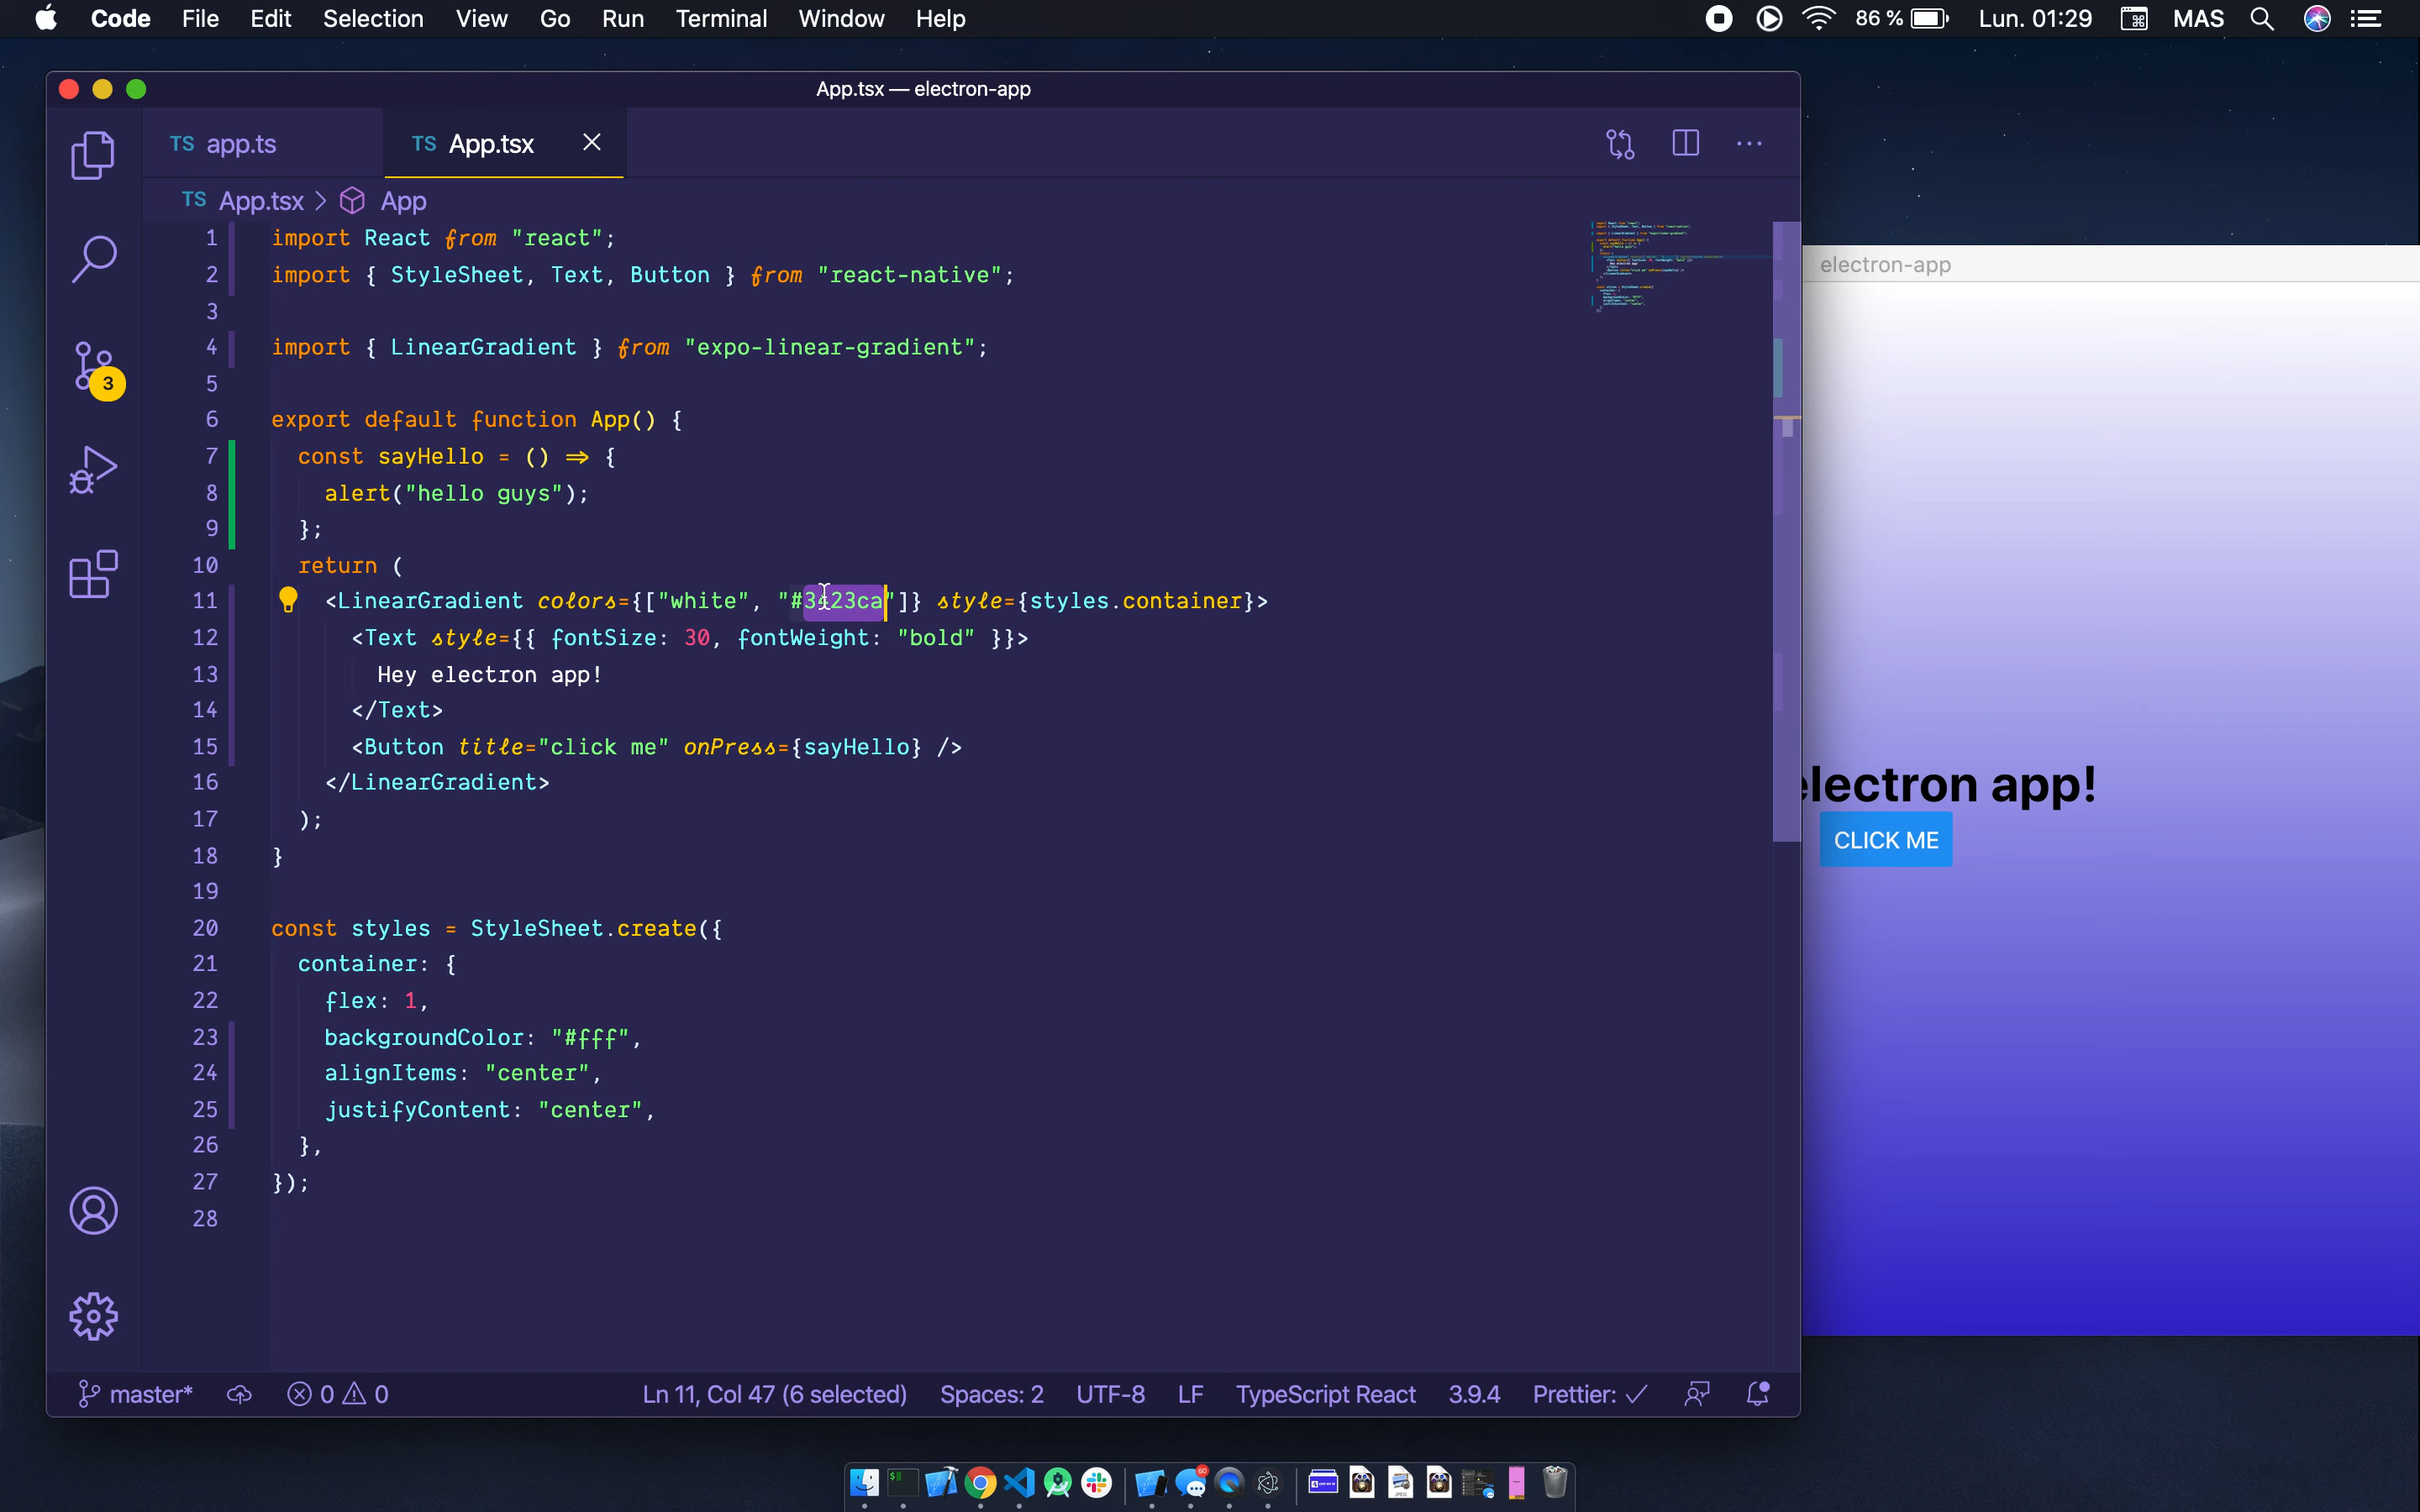 Code File Edit Selection View Go Run Terminal Window Help 86 % Lun. 01:29 MAS
App.tsx — electron-app
TS app.ts TS App.tsx
TS App.tsx > App
1 import React from "react";
2 import { StyleSheet, Text, Button } from "react-native";
3
4 import { LinearGradient } from "expo-linear-gradient";
5
6 export default function App() {
7 const sayHello = () => {
8 alert("hello guys");
9 };
10 return (
11 <LinearGradient colors={["white", "#3423ca"]} style={styles.container}>
12 <Text style={{ fontSize: 30, fontWeight: "bold" }}>
13 Hey electron app!
14 </Text>
15 <Button title="click me" onPress={sayHello} />
16 </LinearGradient>
17 );
18 }
19
20 const styles = StyleSheet.create({
21 container: {
22 flex: 1,
23 backgroundColor: "#fff",
24 alignItems: "center",
25 justifyContent: "center",
26 },
27 });
28
3
master* 0 0 Ln 11, Col 47 (6 selected) Spaces: 2 UTF-8 LF TypeScript React 3.9.4 Prettier: ✓
electron-app
electron app!
CLICK ME